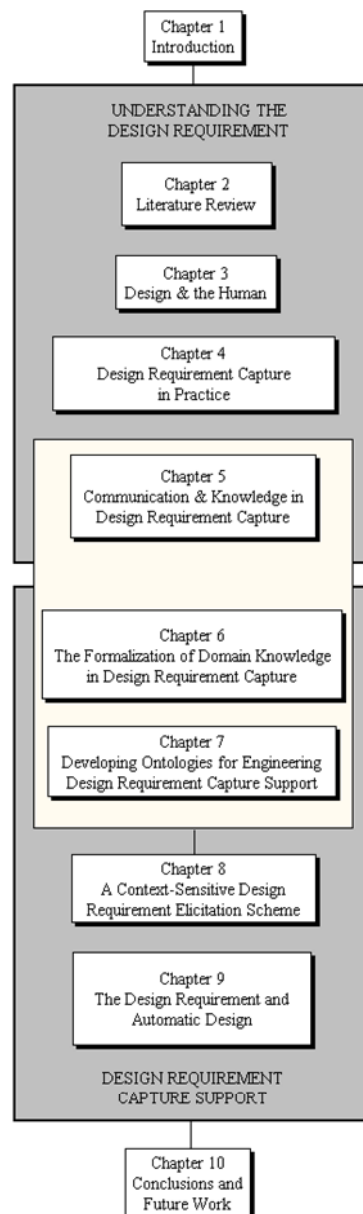 Chapter 1
Introduction
UNDERSTANDING THE
DESIGN REQUIREMENT
Chapter 2
Literature Review
Chapter 3
Design & the Human
Chapter 4
Design Requirement Capture
in Practice
Chapter 5
Communication & Knowledge in
Design Requirement Capture
Chapter 6
The Formalization of Domain Knowledge
in Design Requirement Capture
Chapter 7
Developing Ontologies for Engineering
Design Requirement Capture Support
Chapter 8
A Context-Sensitive Design
Requirement Elicitation Scheme
Chapter 9
The Design Requirement and
Automatic Design
DESIGN REQUIREMENT
CAPTURE SUPPORT
Chapter 10
Conclusions and
Future Work